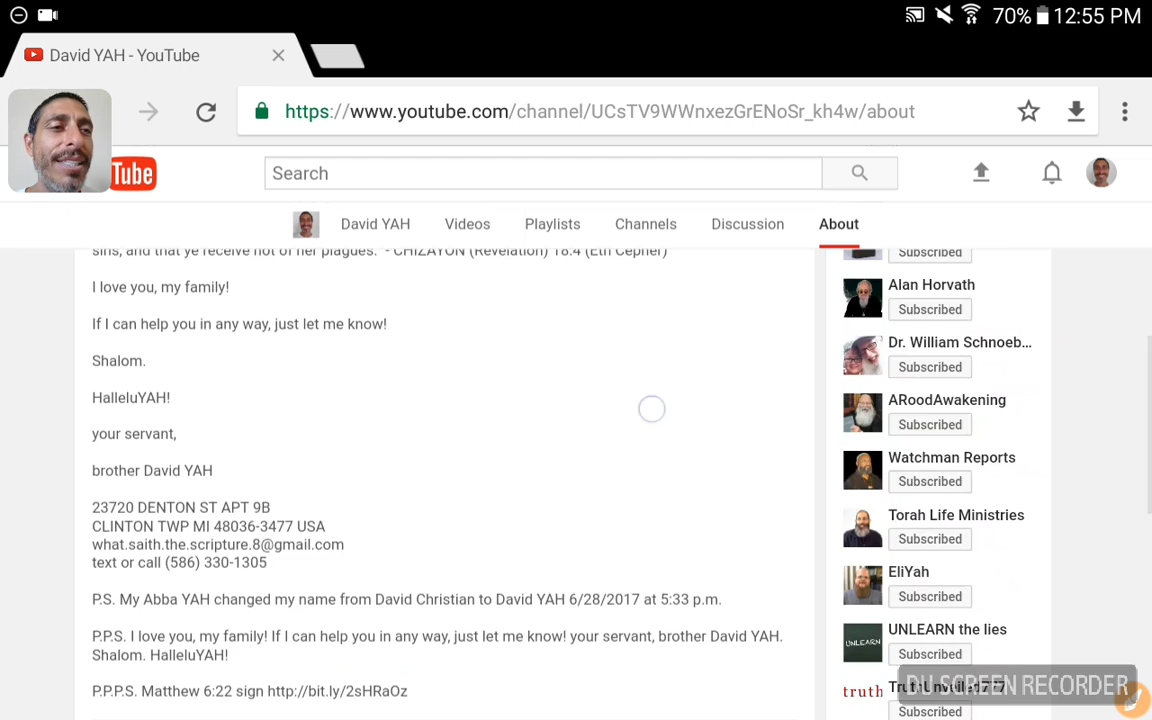 70% 12:55 PM
David YAH - YouTube
https://www.youtube.com/channel/UCsTV9WWnxezGrENoSr_kh4w/about
Tube
Search
David YAH Videos Playlists Channels Discussion About
sins, and that ye receive not of her plagues." - CHIZAYON (Revelation) 18:4 (Eth Cepher)
I love you, my family!
If I can help you in any way, just let me know!
Shalom.
HalleluYAH!
your servant,
brother David YAH
23720 DENTON ST APT 9B
CLINTON TWP MI 48036-3477 USA
what.saith.the.scripture.8@gmail.com
text or call (586) 330-1305
P.S. My Abba YAH changed my name from David Christian to David YAH 6/28/2017 at 5:33 p.m.
P.P.S. I love you, my family! If I can help you in any way, just let me know! your servant, brother David YAH.
Shalom. HalleluYAH!
P.P.P.S. Matthew 6:22 sign http://bit.ly/2sHRaOz
Subscribed
Alan Horvath
Subscribed
Dr. William Schnoeb...
Subscribed
ARoodAwakening
Subscribed
Watchman Reports
Subscribed
Torah Life Ministries
Subscribed
EliYah
Subscribed
UNLEARN
UNLEARN the lies
Subscribed
truth
TruthUnveiled777
Subscribed
DU SCREEN RECORDER